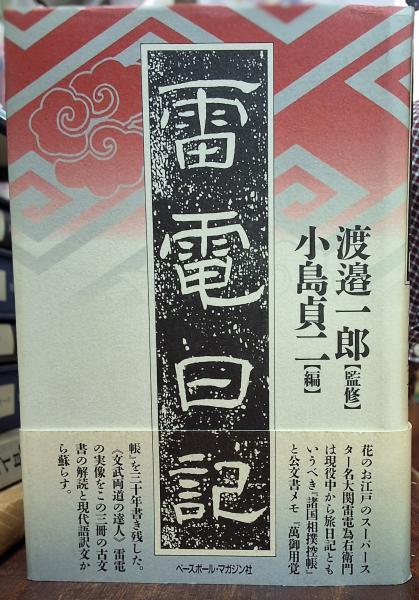 雷電日記
渡邉一郎【監修】
小島貞二【編】
花のお江戸のスーパース
ター名大関雷電為右衛門
は現役中から旅日記とも
いうべき『諸国相撲控帳』
と公文書メモ『萬御用覚
帳』を三十年書き残した。
《文武両道の達人》雷電
の実像をこの二冊の古文
書の解読と現代語訳文か
ら蘇らす。
ベースボール・マガジン社